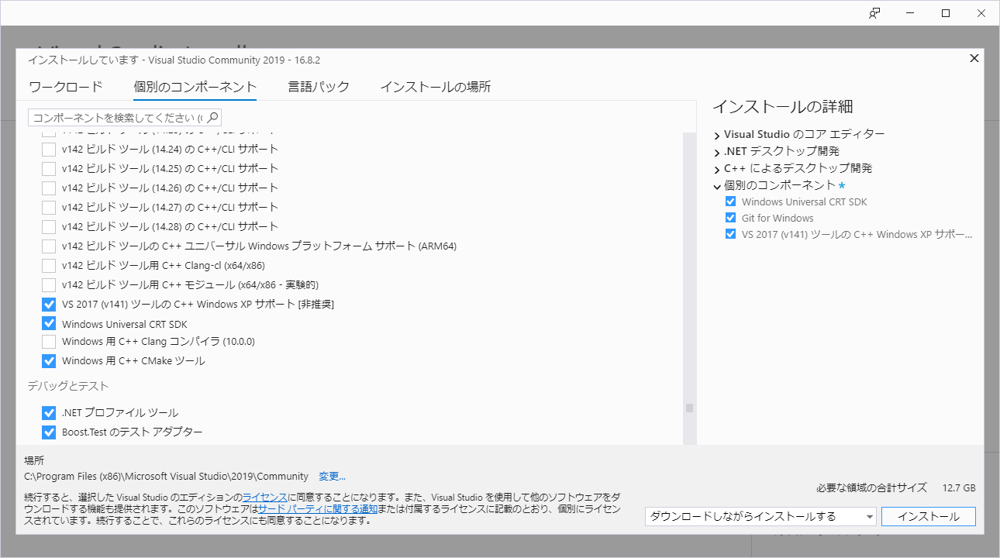 インストールしています - Visual Studio Community 2019 - 16.8.2
ワークロード 個別のコンポーネント 言語パック インストールの場所
コンポーネントを検索してください (
v142 ビルド ツール (14.24) の C++/CLI サポート
v142 ビルド ツール (14.25) の C++/CLI サポート
v142 ビルド ツール (14.26) の C++/CLI サポート
v142 ビルド ツール (14.27) の C++/CLI サポート
v142 ビルド ツール (14.28) の C++/CLI サポート
v142 ビルド ツールの C++ ユニバーサル Windows プラットフォーム サポート (ARM64)
v142 ビルド ツール用 C++ Clang-cl (x64/x86)
v142 ビルド ツール用 C++ モジュール (x64/x86 - 実験的)
VS 2017 (v141) ツールの C++ Windows XP サポート [非推奨]
Windows Universal CRT SDK
Windows 用 C++ Clang コンパイラ (10.0.0)
Windows 用 C++ CMake ツール
デバッグとテスト
.NET プロファイル ツール
Boost.Test のテスト アダプター
インストールの詳細
Visual Studio のコア エディター
.NET デスクトップ開発
C++ によるデスクトップ開発
個別のコンポーネント *
Windows Universal CRT SDK
Git for Windows
VS 2017 (v141) ツールの C++ Windows XP サポー...
場所
C:\Program Files (x86)\Microsoft Visual Studio\2019\Community 変更...
続行すると、選択した Visual Studio のエディションのライセンスに同意することになります。また、Visual Studio を使用して他のソフトウェアをダ
ウンロードする機能も提供されます。このソフトウェアはサード パーティに関する通知または付属するライセンスに記載のとおり、個別にライセン
スされています。続行することで、これらのライセンスにも同意することになります。
必要な領域の合計サイズ 12.7 GB
ダウンロードしながらインストールする インストール